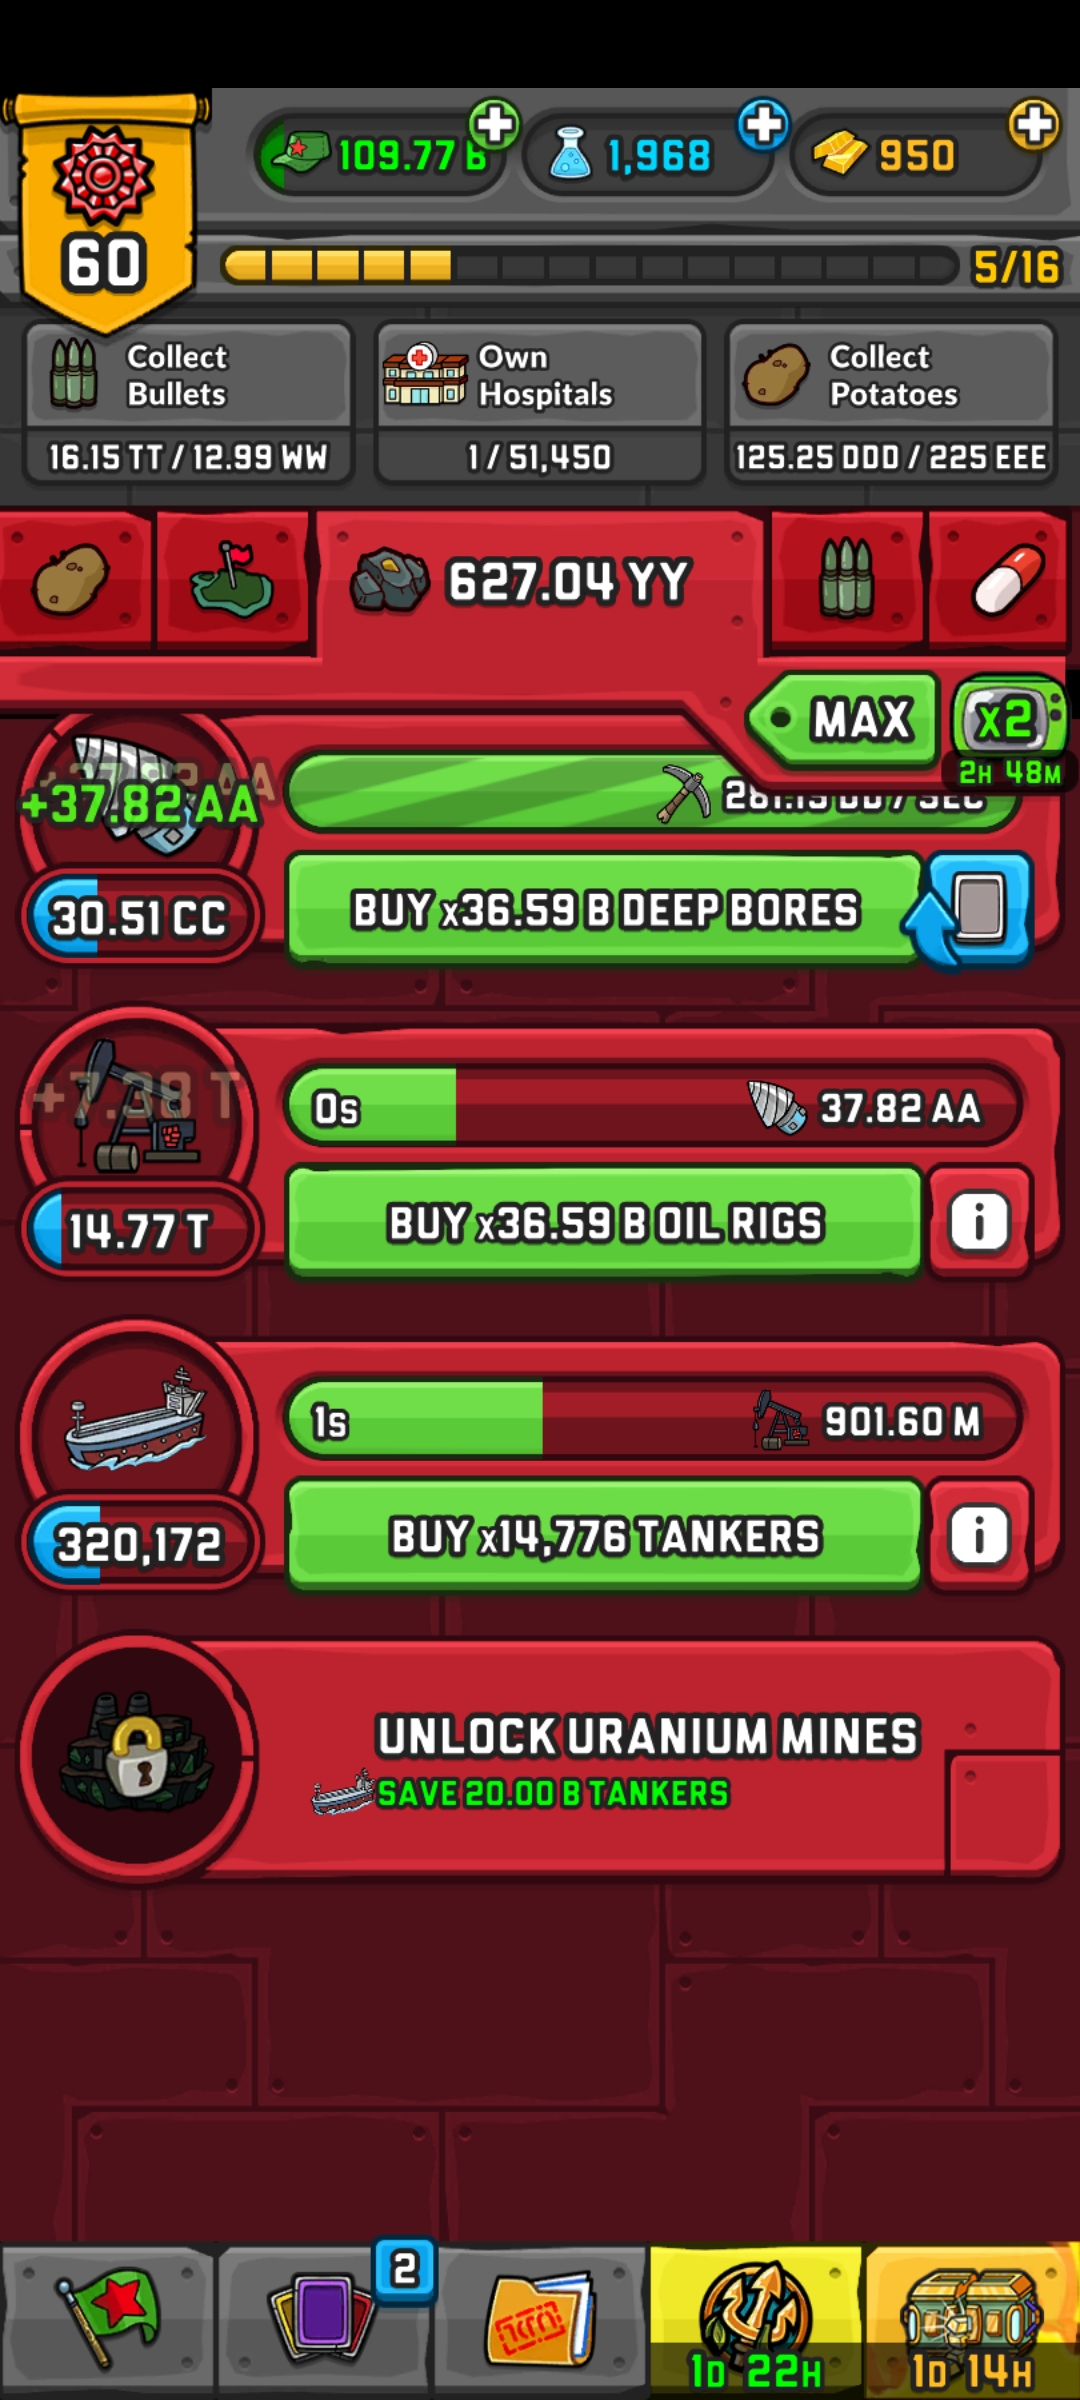 109.77 B
1,968
950
60
5/16
Collect
Bullets
16.15 TT / 12.99 WW
Own
Hospitals
1 / 51,450
Collect
Potatoes
125.25 DDD / 225 EEE
627.04 YY
MAX
x2
2H 48M
+37.82 AA
30.51 CC
BUY x36.59 B DEEP BORES
+7.38 T
0s
37.82 AA
14.77 T
BUY x36.59 B OIL RIGS
i
1s
901.60 M
320,172
BUY x14,776 TANKERS
i
UNLOCK URANIUM MINES
SAVE 20.00 B TANKERS
2
1D 22H
1D 14H